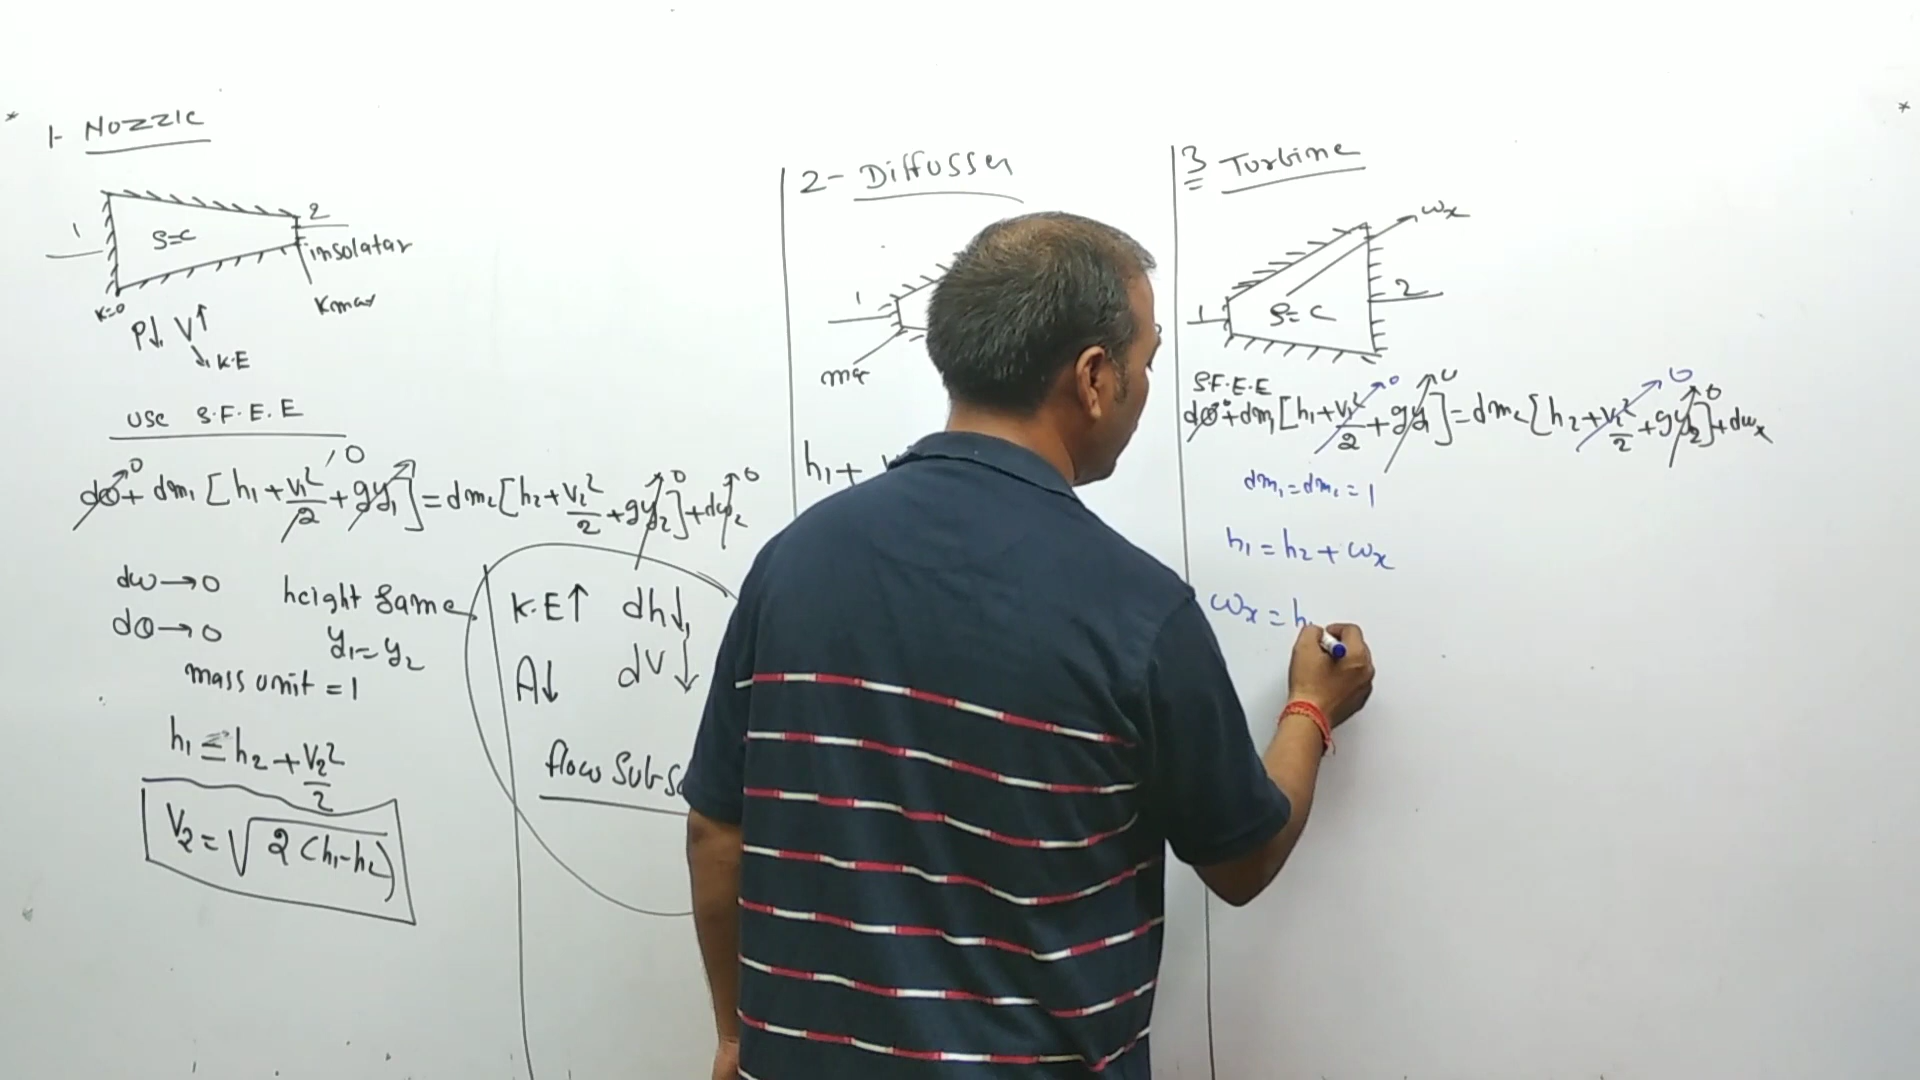 1- Nozzle
1
S=C
2
insolatar
K=0
Kmax
P↓ V↑
K.E
Use S.F.E.E
dQ + dm₁ [h₁ + V₁²/2 + gy₁] = dm₂ [h₂ + V₂²/2 + gy₂] + dw₂
dw → 0
dQ → 0
height same
y₁ = y₂
mass unit = 1
h₁ = h₂ + V₂²/2
V₂ = √2(h₁-h₂)
K.E↑ dh↓
A↓ dV↓
flow
2- Diffusser
1
h₁+
3 Turbine
wx
1
S=C
2
S.F.E.E
dQ + dm₁ [h₁ + V₁²/2 + gy₁] = dm₂ [h₂ + V₂²/2 + gy₂] + dwx
dm₁ = dm₂ = 1
h₁ = h₂ + wx
wx = h₁